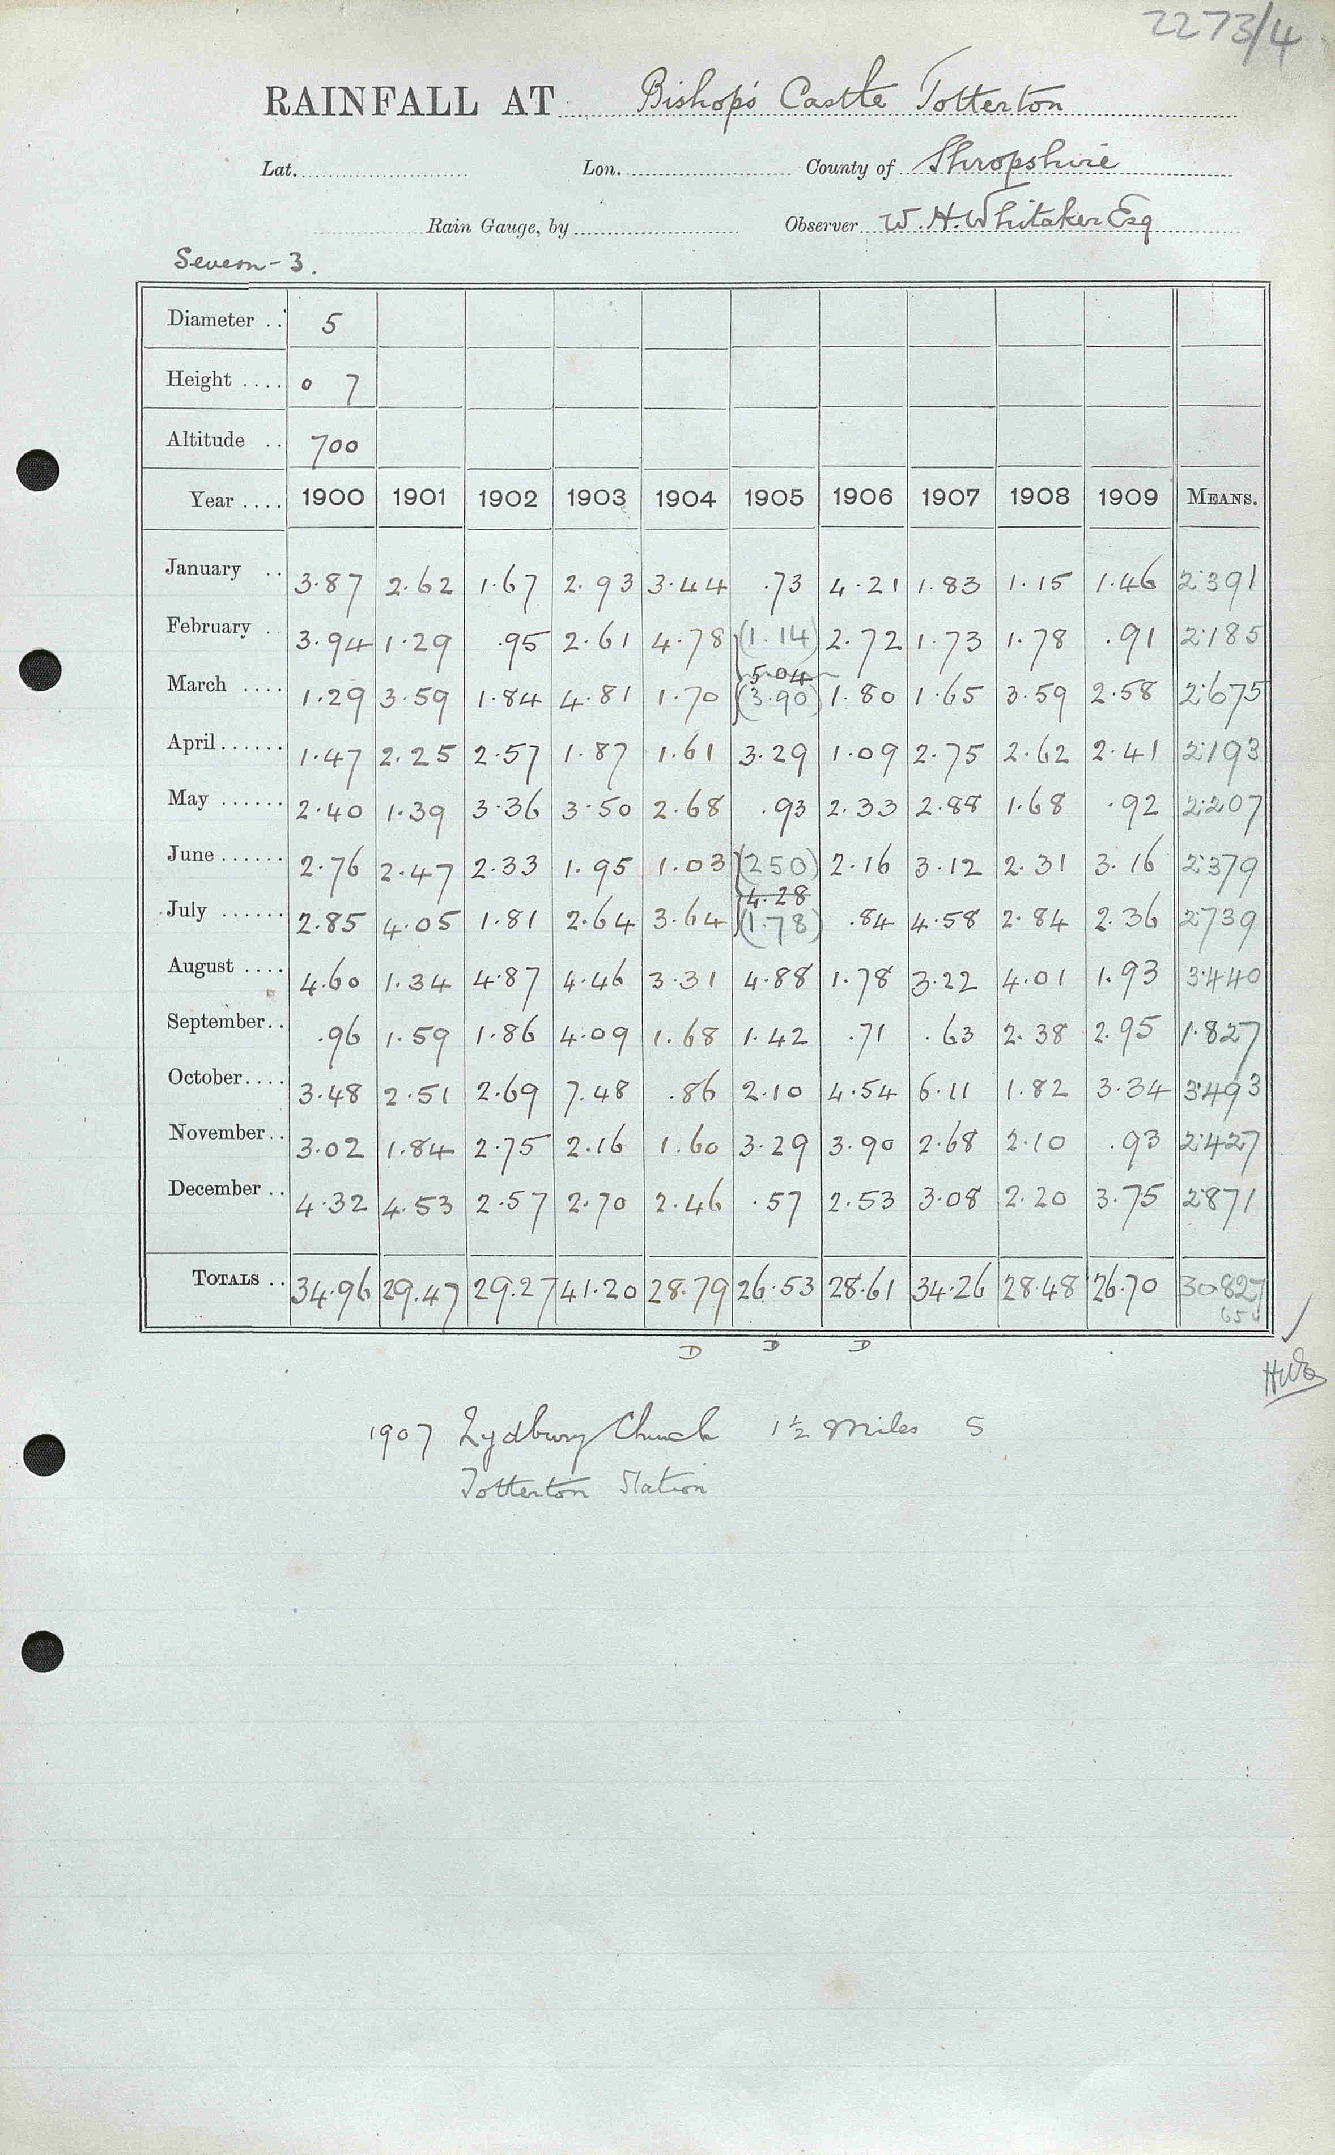 2273/4
RAINFALL AT Bishop's Castle Totterton
Lat. Lon. County of Shropshire
Rain Gauge, by Observer W. H. Whitaker Esq
Severn - 3.
Diameter .. 5
Height .... 0 7
Altitude .. 700
Year .... 1900 1901 1902 1903 1904 1905 1906 1907 1908 1909 MEANS.
January .. 3.87 2.62 1.67 2.93 3.44 .73 4.21 1.83 1.15 1.46 2.391
February . 3.94 1.29 .95 2.61 4.78 (1.14) 2.72 1.73 1.78 .91 2.185
5.04
March .... 1.29 3.59 1.84 4.81 1.70 (3.90) 1.80 1.65 3.59 2.58 2.675
April ...... 1.47 2.25 2.57 1.87 1.61 3.29 1.09 2.75 2.62 2.41 2.193
May ...... 2.40 1.39 3.36 3.50 2.68 .93 2.33 2.88 1.68 .92 2.207
June ...... 2.76 2.47 2.33 1.95 1.03 (2.50) 2.16 3.12 2.31 3.16 2.379
4.28
July ...... 2.85 4.05 1.81 2.64 3.64 (1.78) .84 4.58 2.84 2.36 2.739
August .... 4.60 1.34 4.87 4.46 3.31 4.88 1.78 3.22 4.01 1.93 3.440
September .. .96 1.59 1.86 4.09 1.68 1.42 .71 .63 2.38 2.95 1.827
October .... 3.48 2.51 2.69 7.48 .86 2.10 4.54 6.11 1.82 3.34 3.493
November .. 3.02 1.84 2.75 2.16 1.60 3.29 3.90 2.68 2.10 .93 2.427
December .. 4.32 4.53 2.57 2.70 2.46 .57 2.53 3.08 2.20 3.75 2.871
TOTALS .. 34.96 29.47 29.27 41.20 28.79 26.53 28.61 34.26 28.48 26.70 30.827
D D D
1907 Lydbury Church 1½ Miles S
Totterton Station